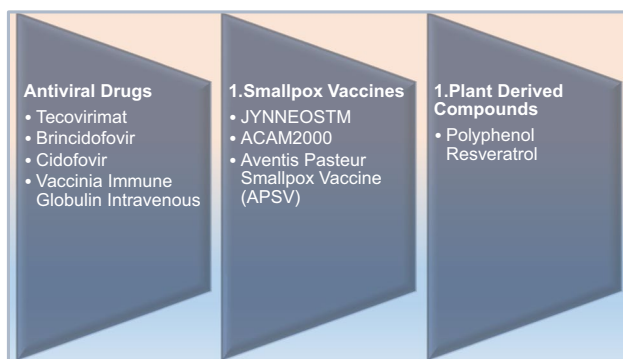 Antiviral Drugs
• Tecovirimat
• Brincidofovir
• Cidofovir
• Vaccinia Immune
Globulin Intravenous
1.Smallpox Vaccines
• JYNNEOSTM
• ACAM2000
• Aventis Pasteur
Smallpox Vaccine
(APSV)
1.Plant Derived
Compounds
• Polyphenol
Resveratrol